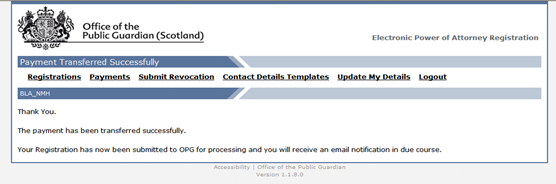 Office of the
Public Guardian (Scotland)
Electronic Power of Attorney Registration
Payment Transferred Successfully
Registrations Payments Submit Revocation Contact Details Templates Update My Details Logout
BLA_NMH
Thank You.
The payment has been transferred successfully.
Your Registration has now been submitted to OPG for processing and you will receive an email notification in due course.
Accessibility | Office of the Public Guardian
Version 1.1.8.0